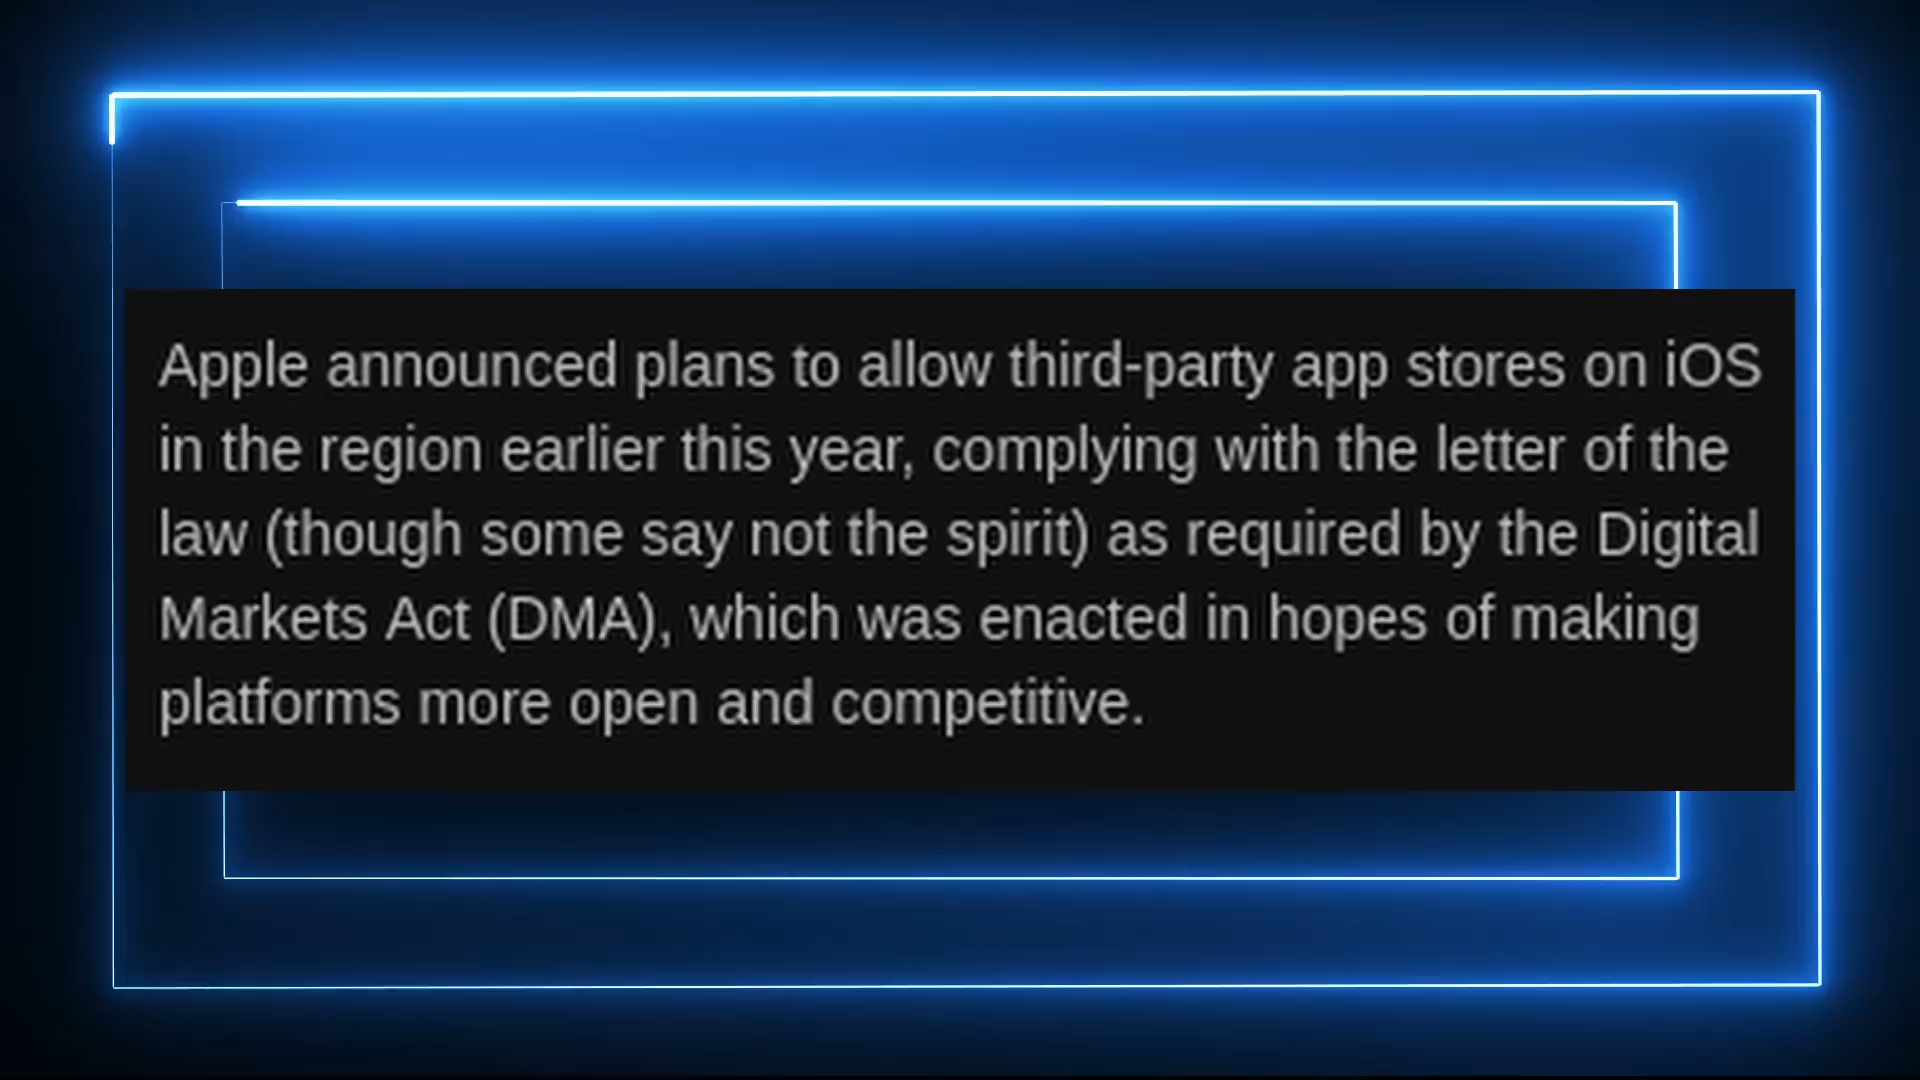 Apple announced plans to allow third-party app stores on iOS
in the region earlier this year, complying with the letter of the
law (though some say not the spirit) as required by the Digital
Markets Act (DMA), which was enacted in hopes of making
platforms more open and competitive.